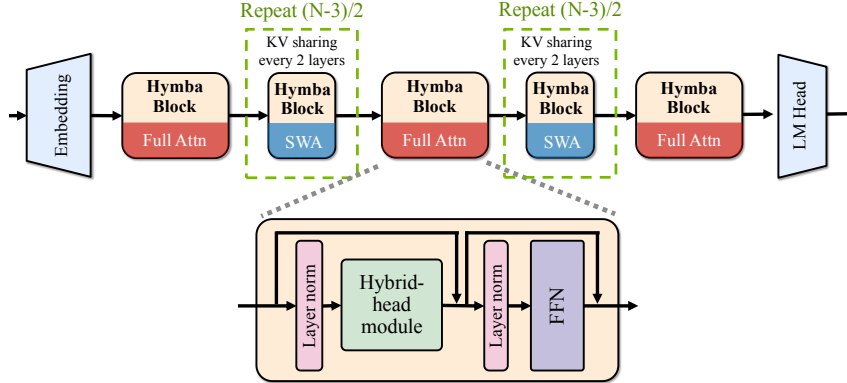 Repeat (N-3)/2
Repeat (N-3)/2
KV sharing
every 2 layers
KV sharing
every 2 layers
Embedding
Hymba
Block
Full Attn
Hymba
Block
SWA
Hymba
Block
Full Attn
Hymba
Block
SWA
Hymba
Block
Full Attn
LM Head
Layer norm
Hybrid-
head
module
Layer norm
FFN